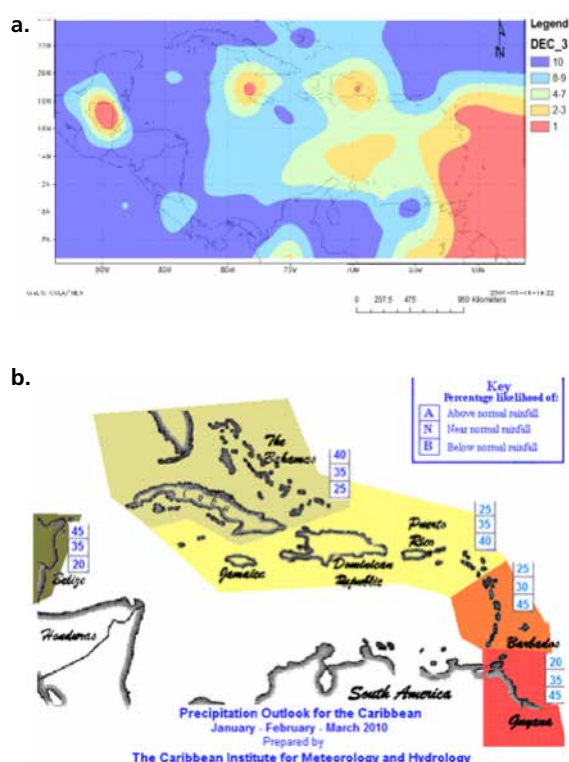 a.
Legend
DEC_3
N
10
8-9
4-7
2-3
1
90W
70W
0 237.5 475 950 Kilometers
b.
Key
Percentage likelihood of:
A Above normal rainfall
N Near normal rainfall
B Below normal rainfall
The
Bahamas
40
35
25
45
35
20
Belize
25
35
40
Puerto
Rico
Jamaica
Dominican
Republic
25
30
45
Honduras
Barbados
20
35
45
South America
Guyana
Precipitation Outlook for the Caribbean
January - February - March 2010
Prepared by
The Caribbean Institute for Meteorology and Hydrology